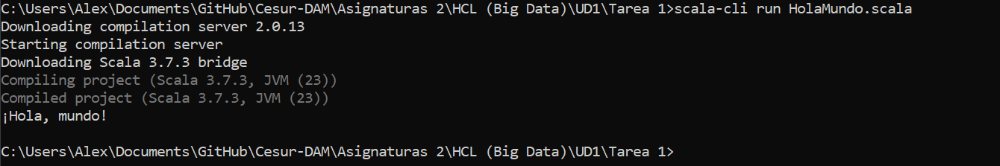 C:\Users\Alex\Documents\GitHub\Cesur-DAM\Asignaturas 2\HCL (Big Data)\UD1\Tarea 1>scala-cli run HolaMundo.scala
Downloading compilation server 2.0.13
Starting compilation server
Downloading Scala 3.7.3 bridge
Compiling project (Scala 3.7.3, JVM (23))
Compiled project (Scala 3.7.3, JVM (23))
¡Hola, mundo!
C:\Users\Alex\Documents\GitHub\Cesur-DAM\Asignaturas 2\HCL (Big Data)\UD1\Tarea 1>